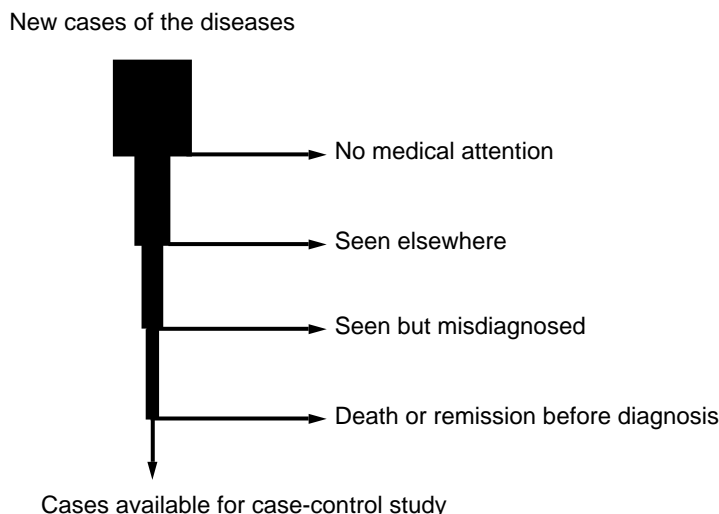 New cases of the diseases
No medical attention
Seen elsewhere
Seen but misdiagnosed
Death or remission before diagnosis
Cases available for case-control study